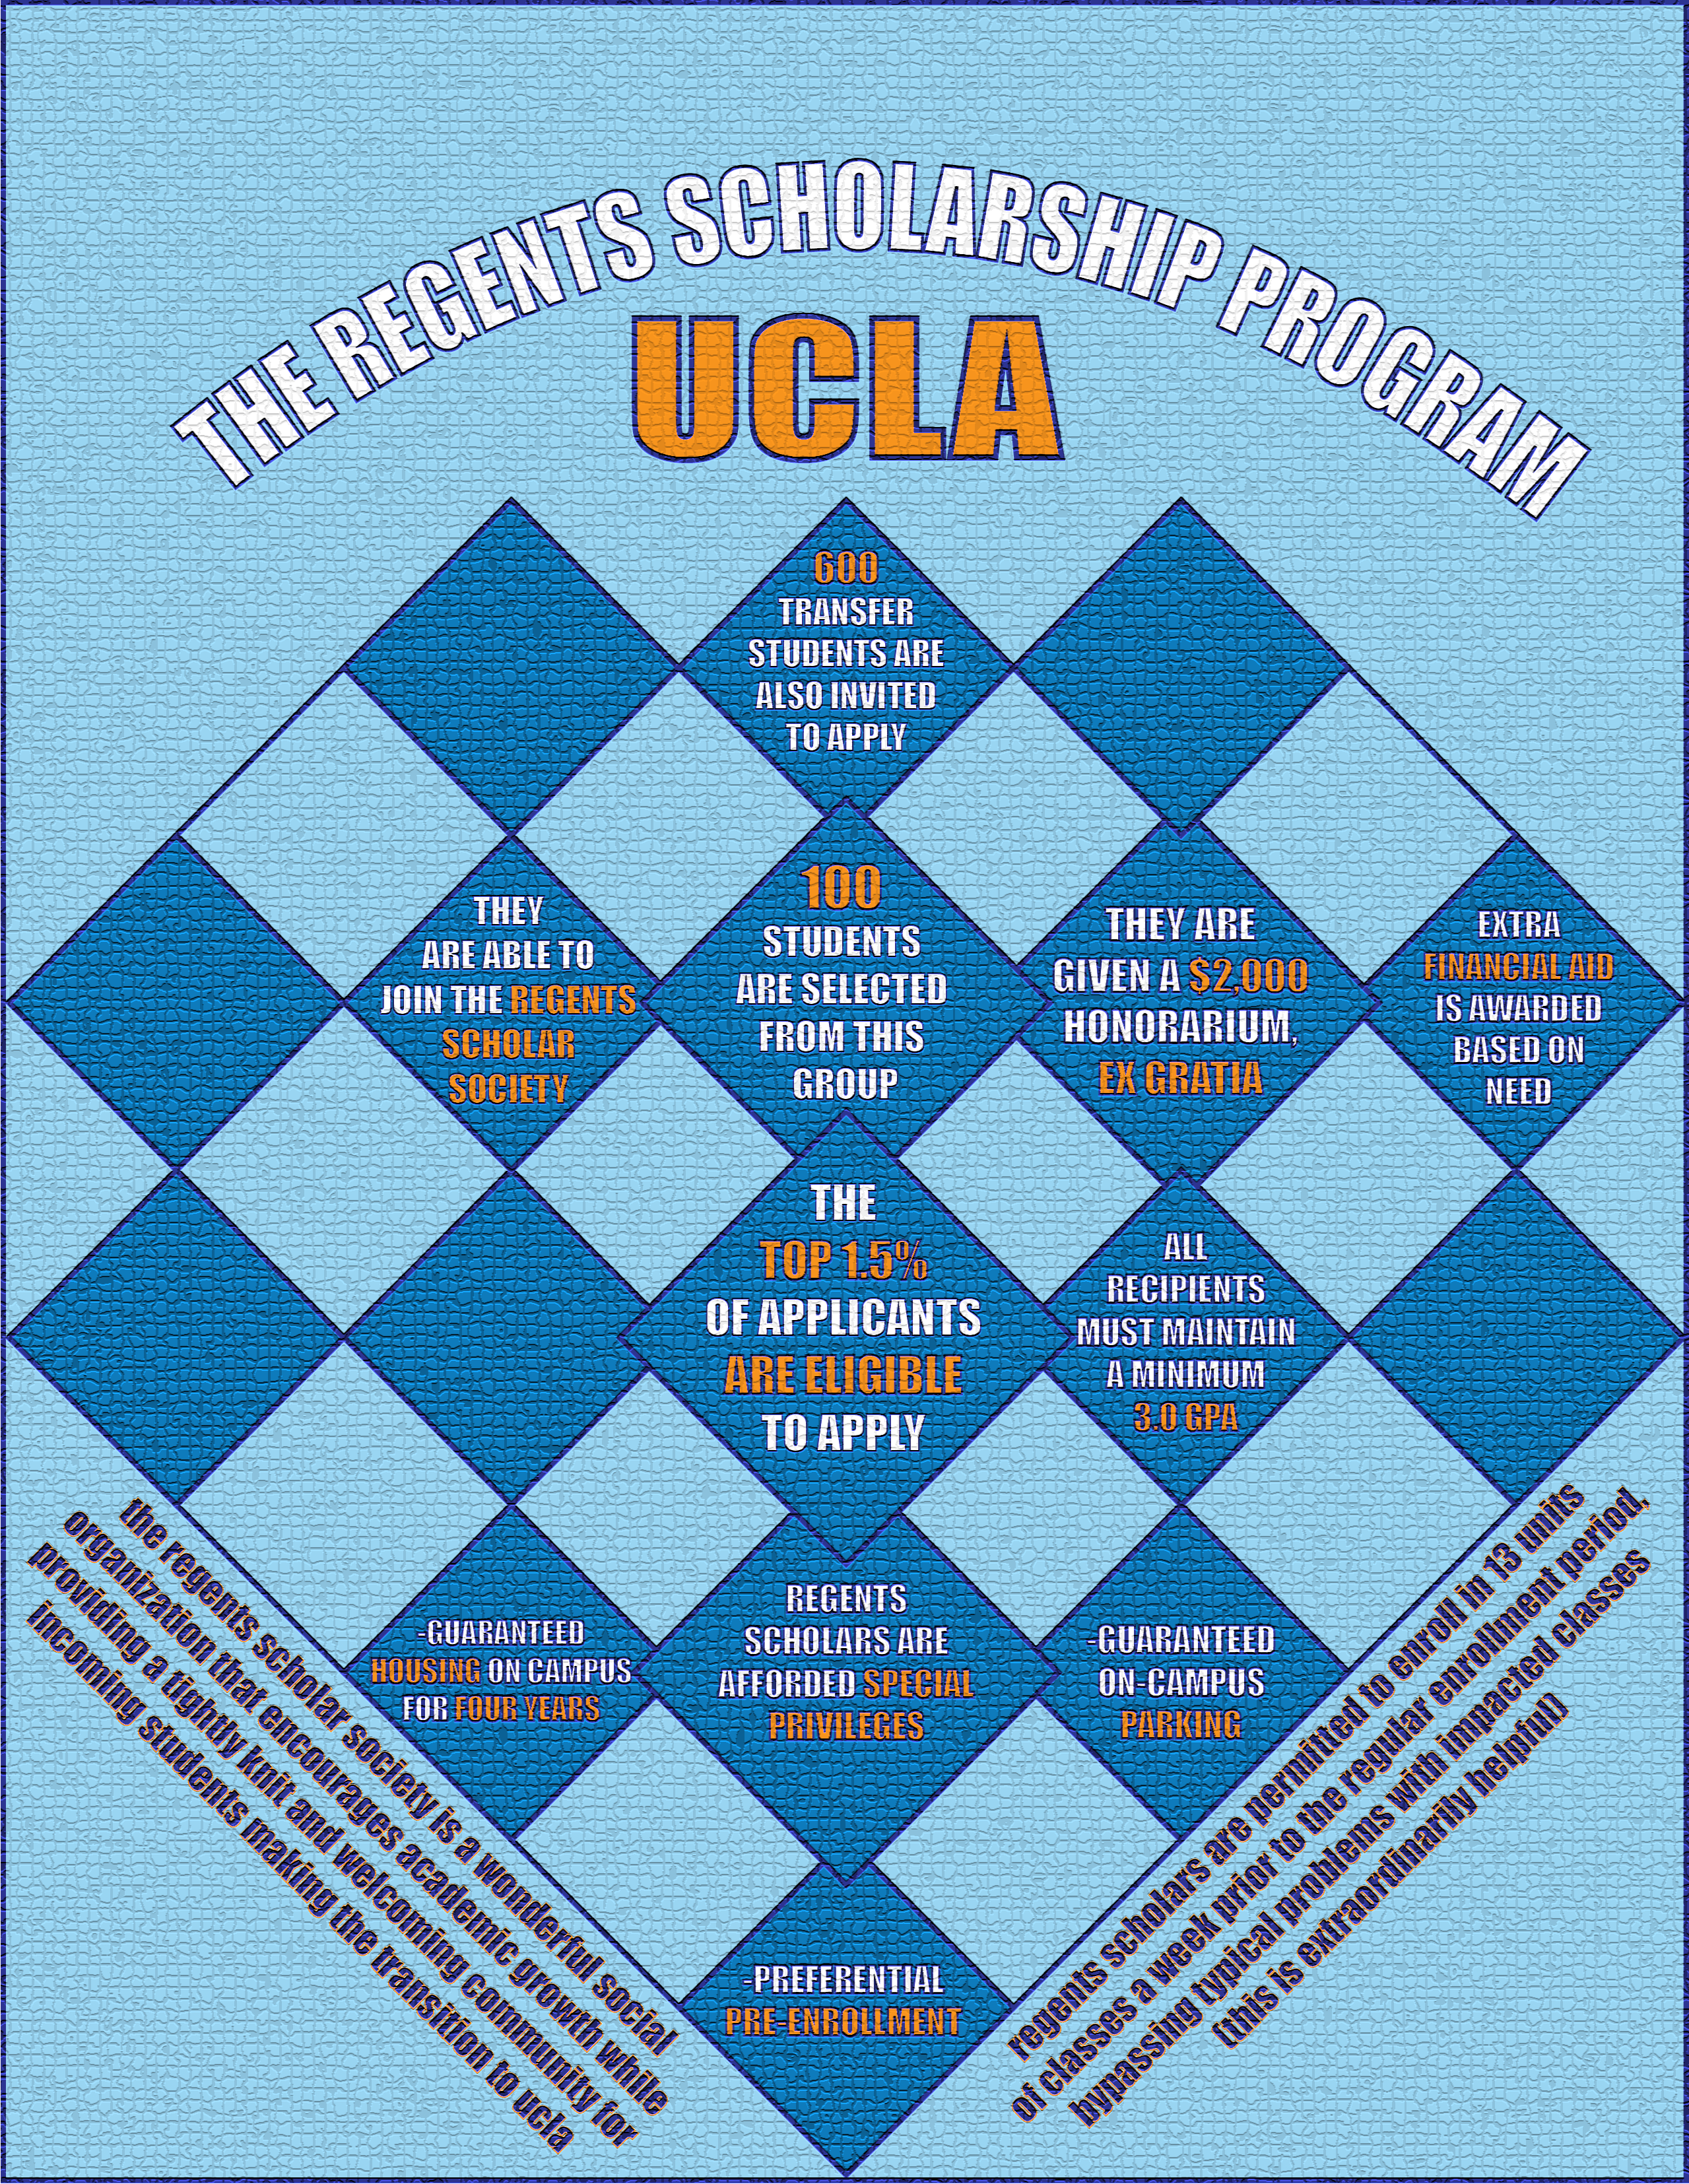 THE REGENTS SCHOLARSHIP PROGRAM
UCLA
600
TRANSFER
STUDENTS ARE
ALSO INVITED
TO APPLY
THEY
ARE ABLE TO
JOIN THE REGENTS
SCHOLAR
SOCIETY
100
STUDENTS
ARE SELECTED
FROM THIS
GROUP
THEY ARE
GIVEN A $2,000
HONORARIUM,
EX GRATIA
EXTRA
FINANCIAL AID
IS AWARDED
BASED ON
NEED
THE
TOP 1.5%
OF APPLICANTS
ARE ELIGIBLE
TO APPLY
ALL
RECIPIENTS
MUST MAINTAIN
A MINIMUM
3.0 GPA
-GUARANTEED
HOUSING ON CAMPUS
FOR FOUR YEARS
REGENTS
SCHOLARS ARE
AFFORDED SPECIAL
PRIVILEGES
-GUARANTEED
ON-CAMPUS
PARKING
-PREFERENTIAL
PRE-ENROLLMENT
the regents scholar society is a wonderful social
organization that encourages academic growth while
providing a tightly knit and welcoming community for
incoming students making the transition to ucla
regents scholars are permitted to enroll in 13 units
of classes a week prior to the regular enrollment period,
bypassing typical problems with impacted classes
(this is extraordinarily helpful)